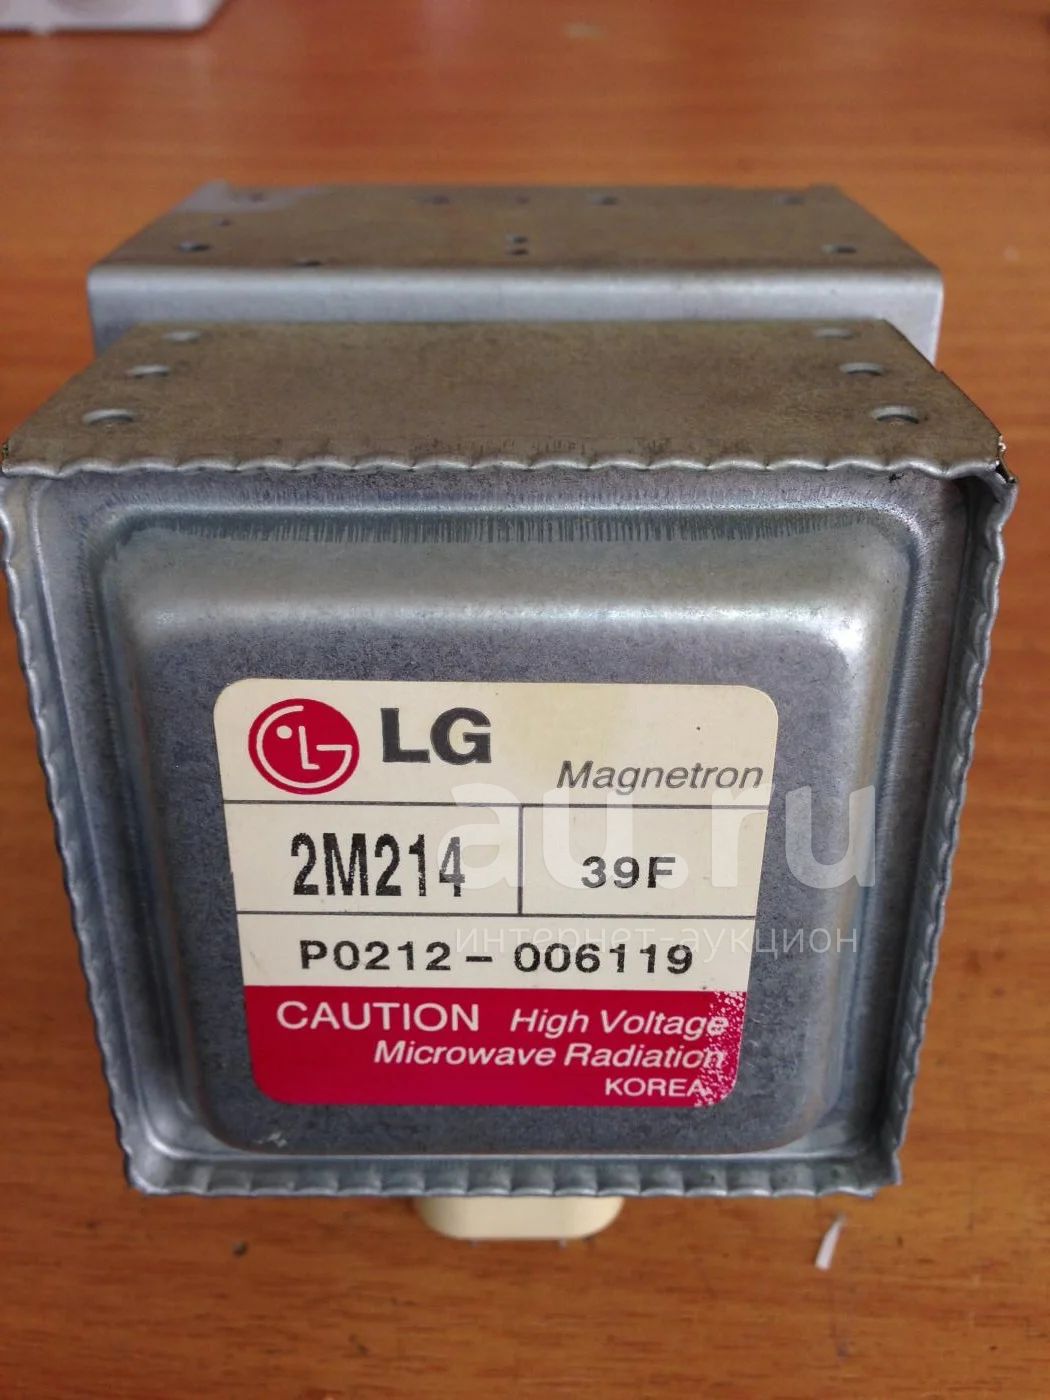 LG
Magnetron
2M214 39F
P0212-006119
CAUTION High Voltage
Microwave Radiation
KOREA
au.ru
интернет-аукцион